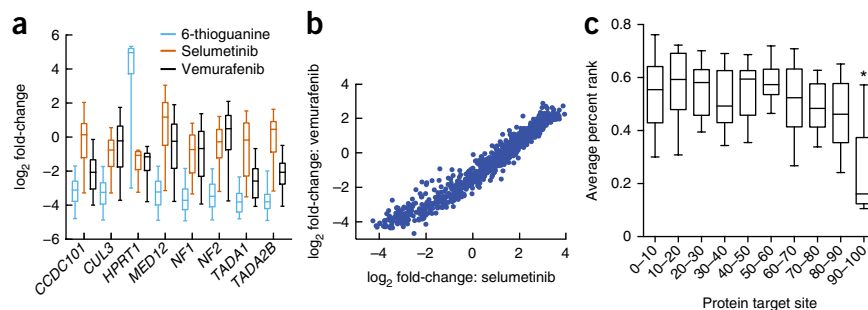 a
6-thioguanine
Selumetinib
Vemurafenib
log2 fold-change
6
4
2
0
−2
−4
−6
CCDC101
CUL3
HPRT1
MED12
NF1
NF2
TADA1
TADA2B
b
log2 fold-change: vemurafenib
4
2
0
−2
−4
−4
−2
0
2
4
log2 fold-change: selumetinib
c
Average percent rank
0.8
0.6
0.4
0.2
0
*
0–10
10–20
20–30
30–40
40–50
50–60
60–70
70–80
80–90
90–100
Protein target site